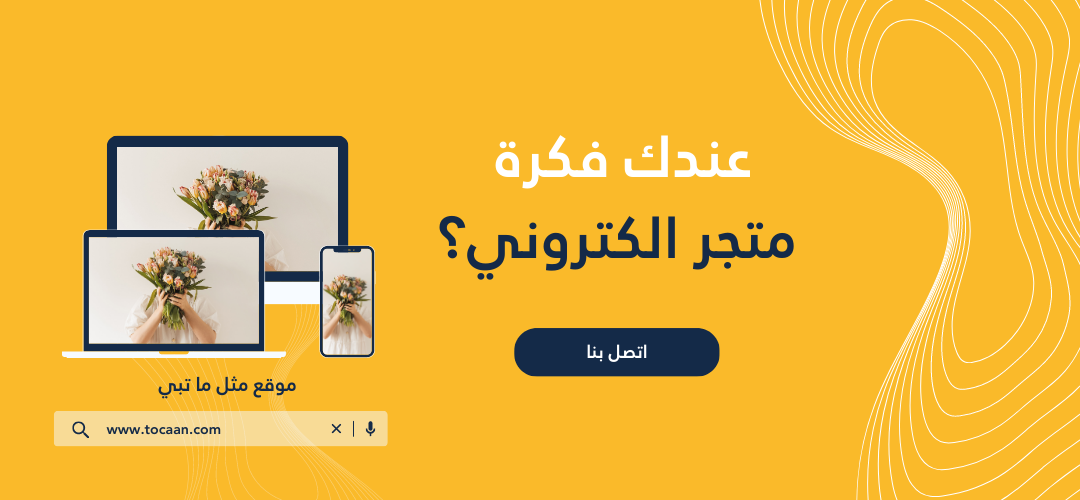 عندك فكرة
متجر الكتروني؟
اتصل بنا
موقع مثل ما تبي
www.tocaan.com